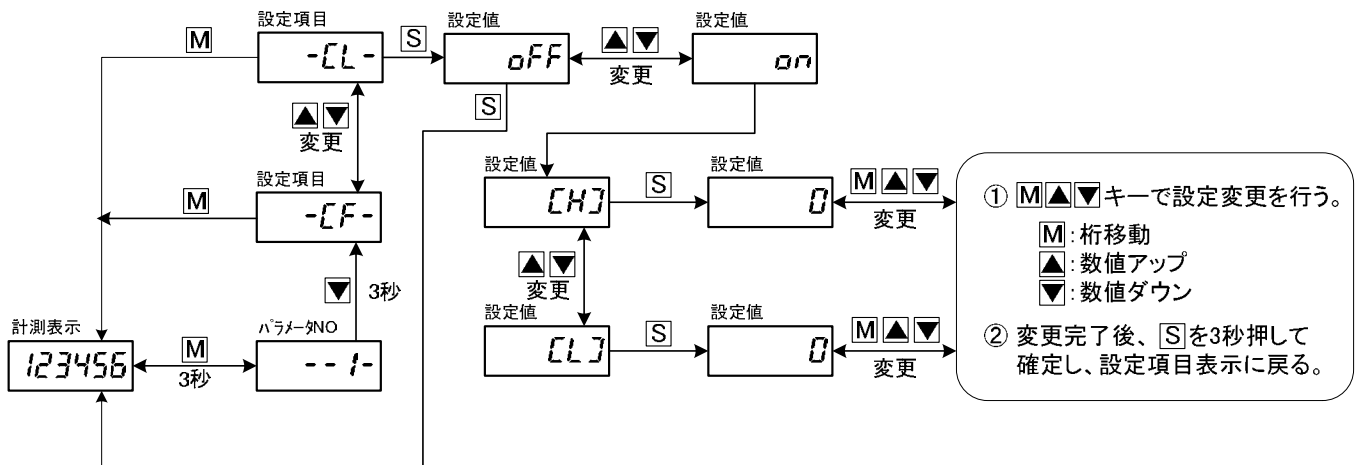 設定項目
設定値
設定値
M
-CL-
S
oFF
▲▼
変更
on
S
▲▼
変更
設定項目
M
-CF-
設定値
[H]
S
設定値
0
M▲▼
変更
▲▼
変更
▼ 3秒
計測表示
123456
M
3秒
パラメータNO
--1-
設定値
[L]
S
設定値
0
M▲▼
変更
① M▲▼キーで設定変更を行う。
M:桁移動
▲:数値アップ
▼:数値ダウン
② 変更完了後、Sを3秒押して
確定し、設定項目表示に戻る。